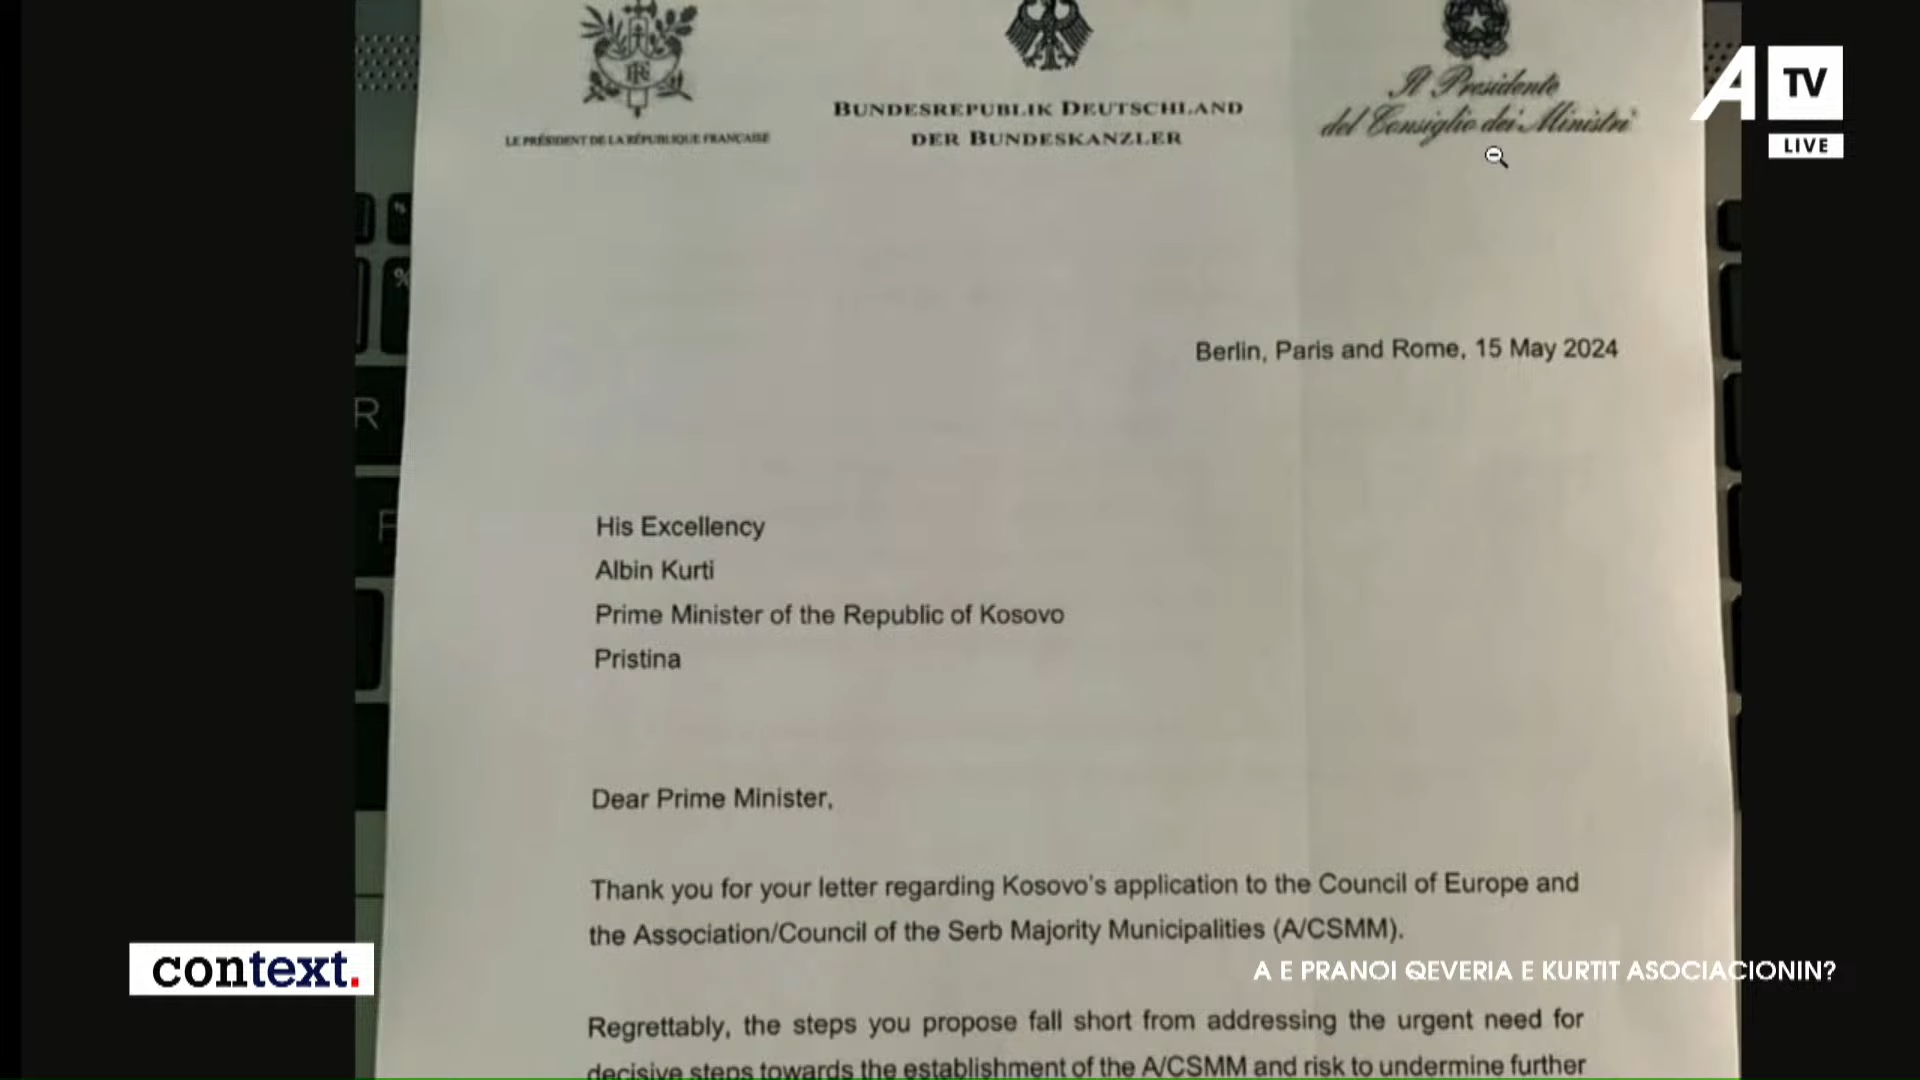 LE PRÉSIDENT DE LA RÉPUBLIQUE FRANÇAISE
BUNDESREPUBLIK DEUTSCHLAND
DER BUNDESKANZLER
Il Presidente
del Consiglio dei Ministri
A TV
LIVE
Berlin, Paris and Rome, 15 May 2024
His Excellency
Albin Kurti
Prime Minister of the Republic of Kosovo
Pristina
Dear Prime Minister,
Thank you for your letter regarding Kosovo's application to the Council of Europe and
the Association/Council of the Serb Majority Municipalities (A/CSMM).
Regrettably, the steps you propose fall short from addressing the urgent need for
decisive steps towards the establishment of the A/CSMM and risk to undermine further
context.
A E PRANOI QEVERIA E KURTIT ASOCIACIONIN?
R
F
%